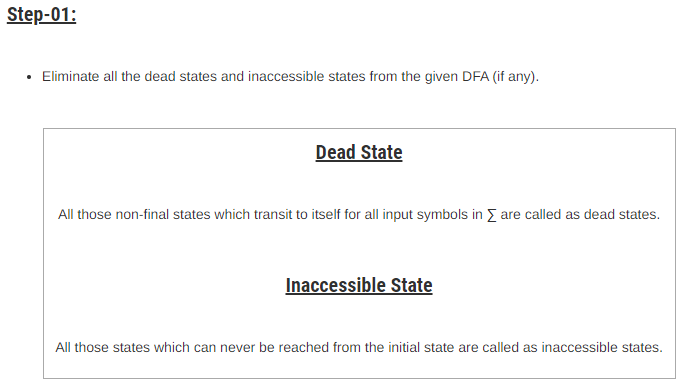 Step-01:
• Eliminate all the dead states and inaccessible states from the given DFA (if any).
Dead State
All those non-final states which transit to itself for all input symbols in ∑ are called as dead states.
Inaccessible State
All those states which can never be reached from the initial state are called as inaccessible states.